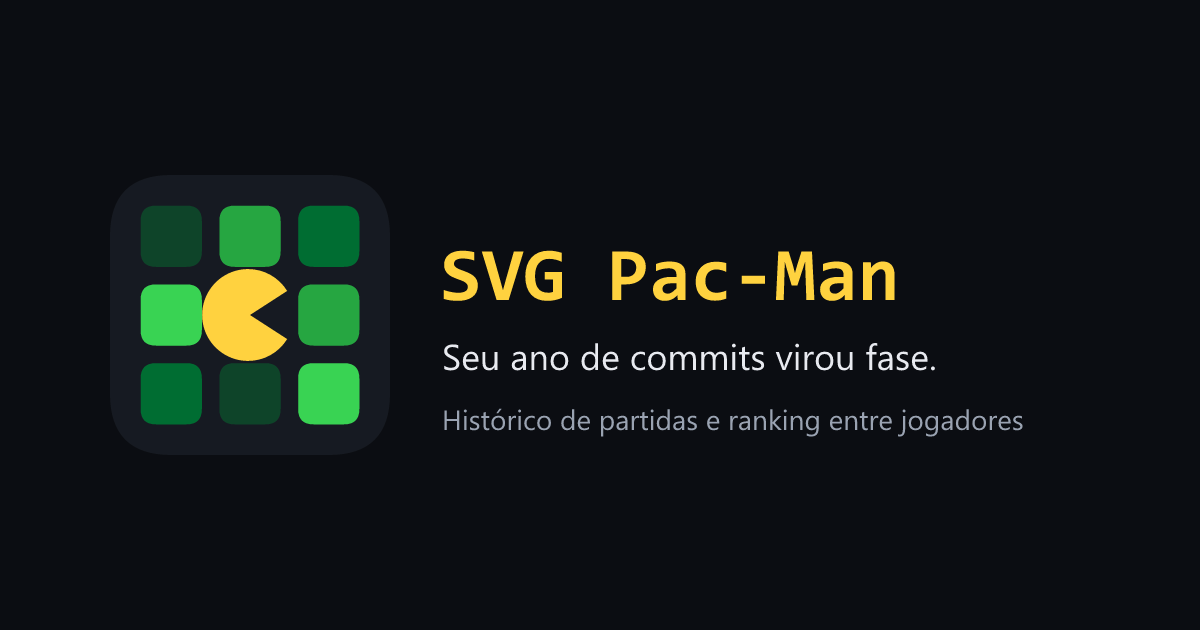 SVG Pac-Man
Seu ano de commits virou fase.
Histórico de partidas e ranking entre jogadores